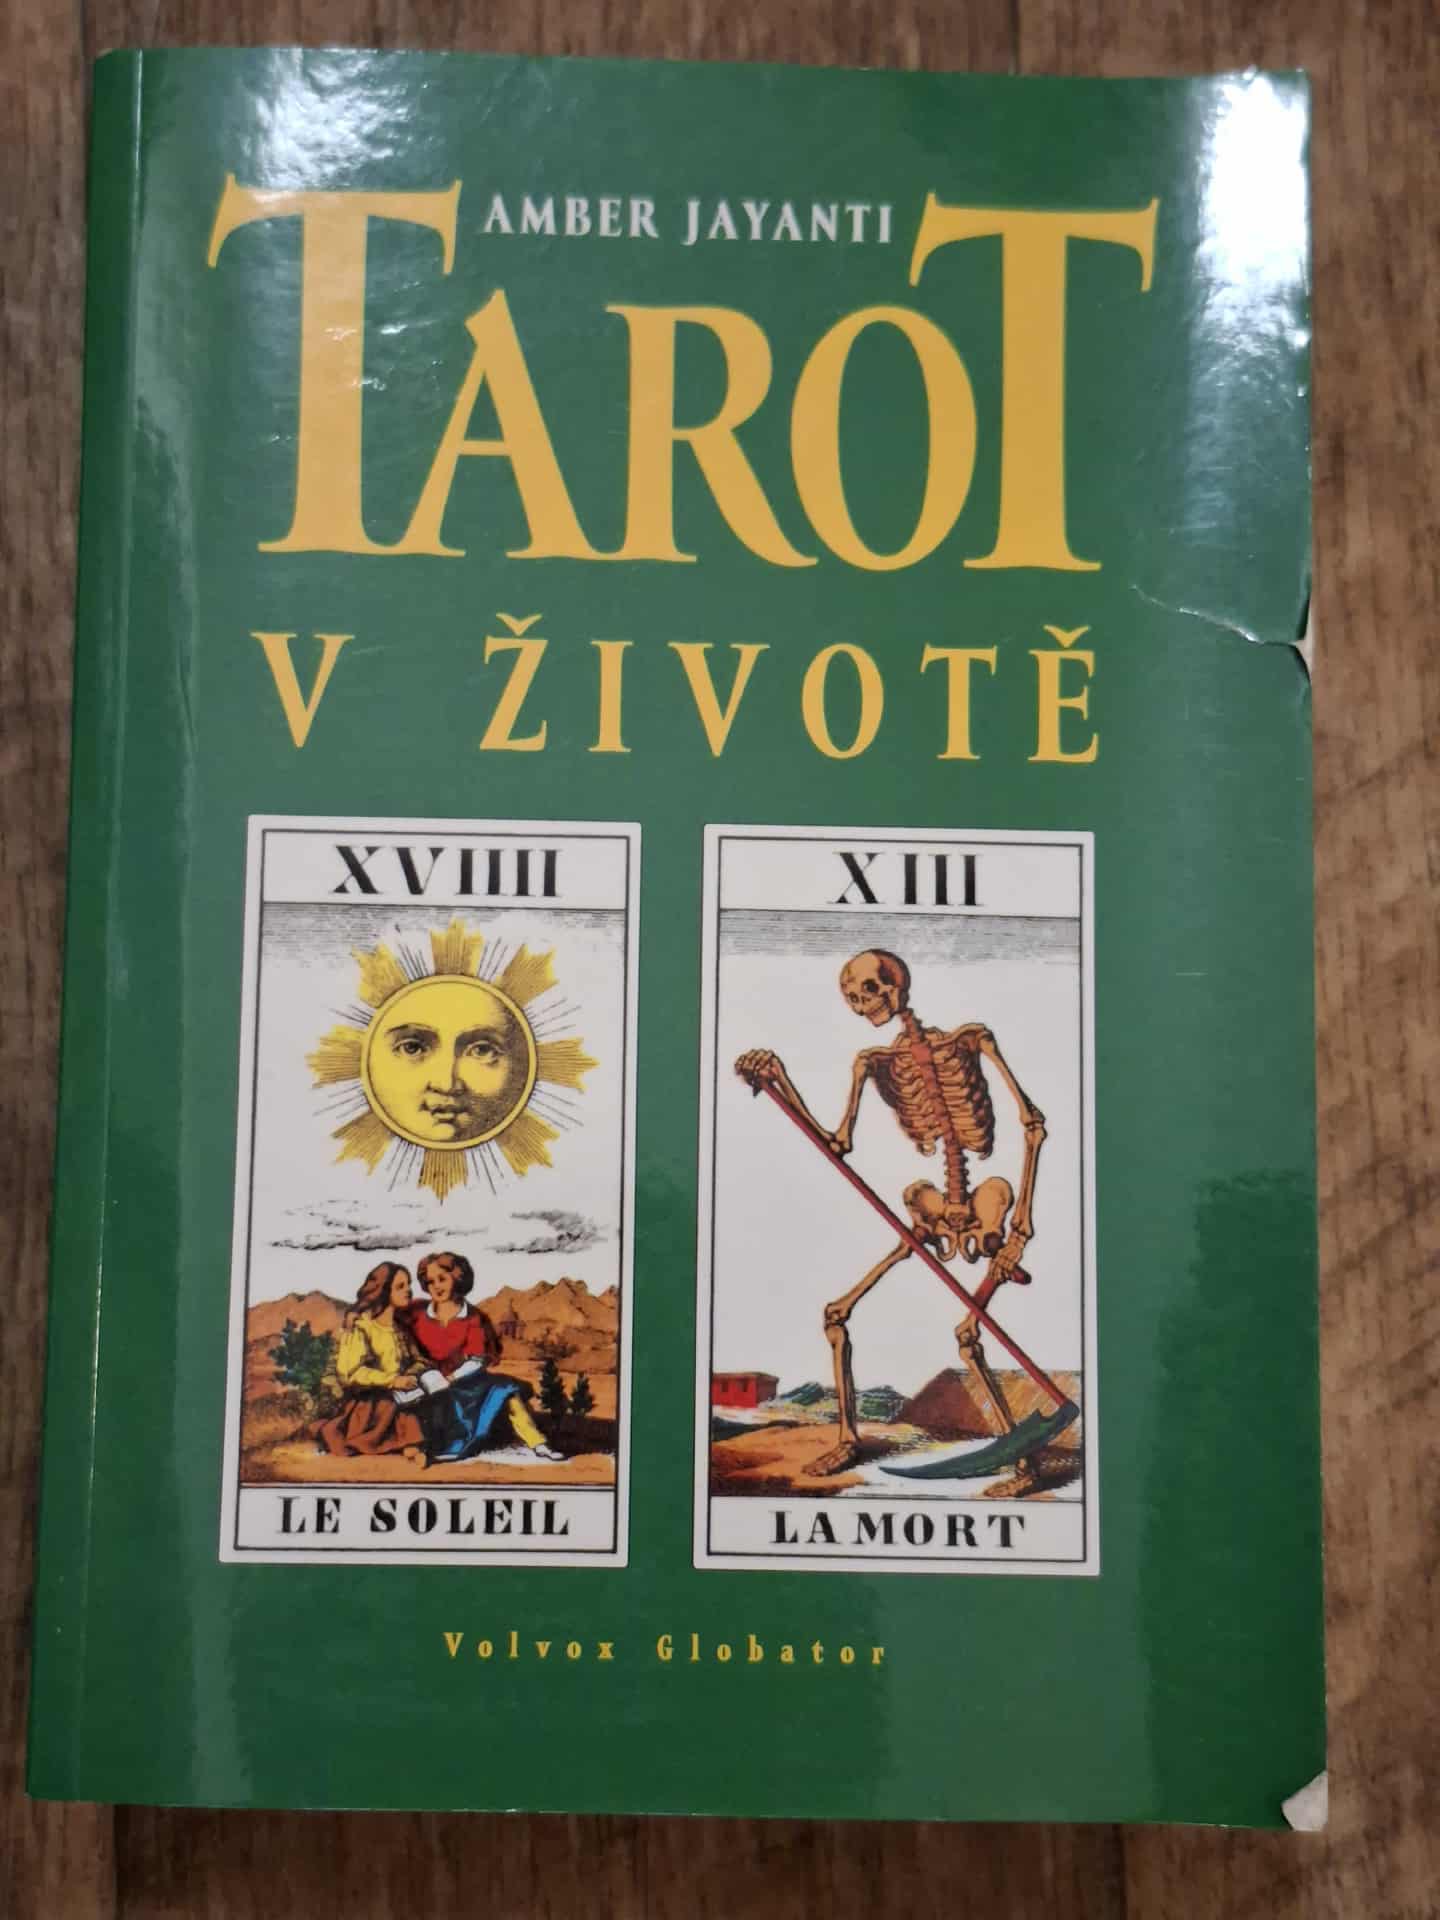 AMBER JAYANTI
TAROT
V ŽIVOTĚ
XVIIII
LE SOLEIL
XIII
LA MORT
Volvox Globator